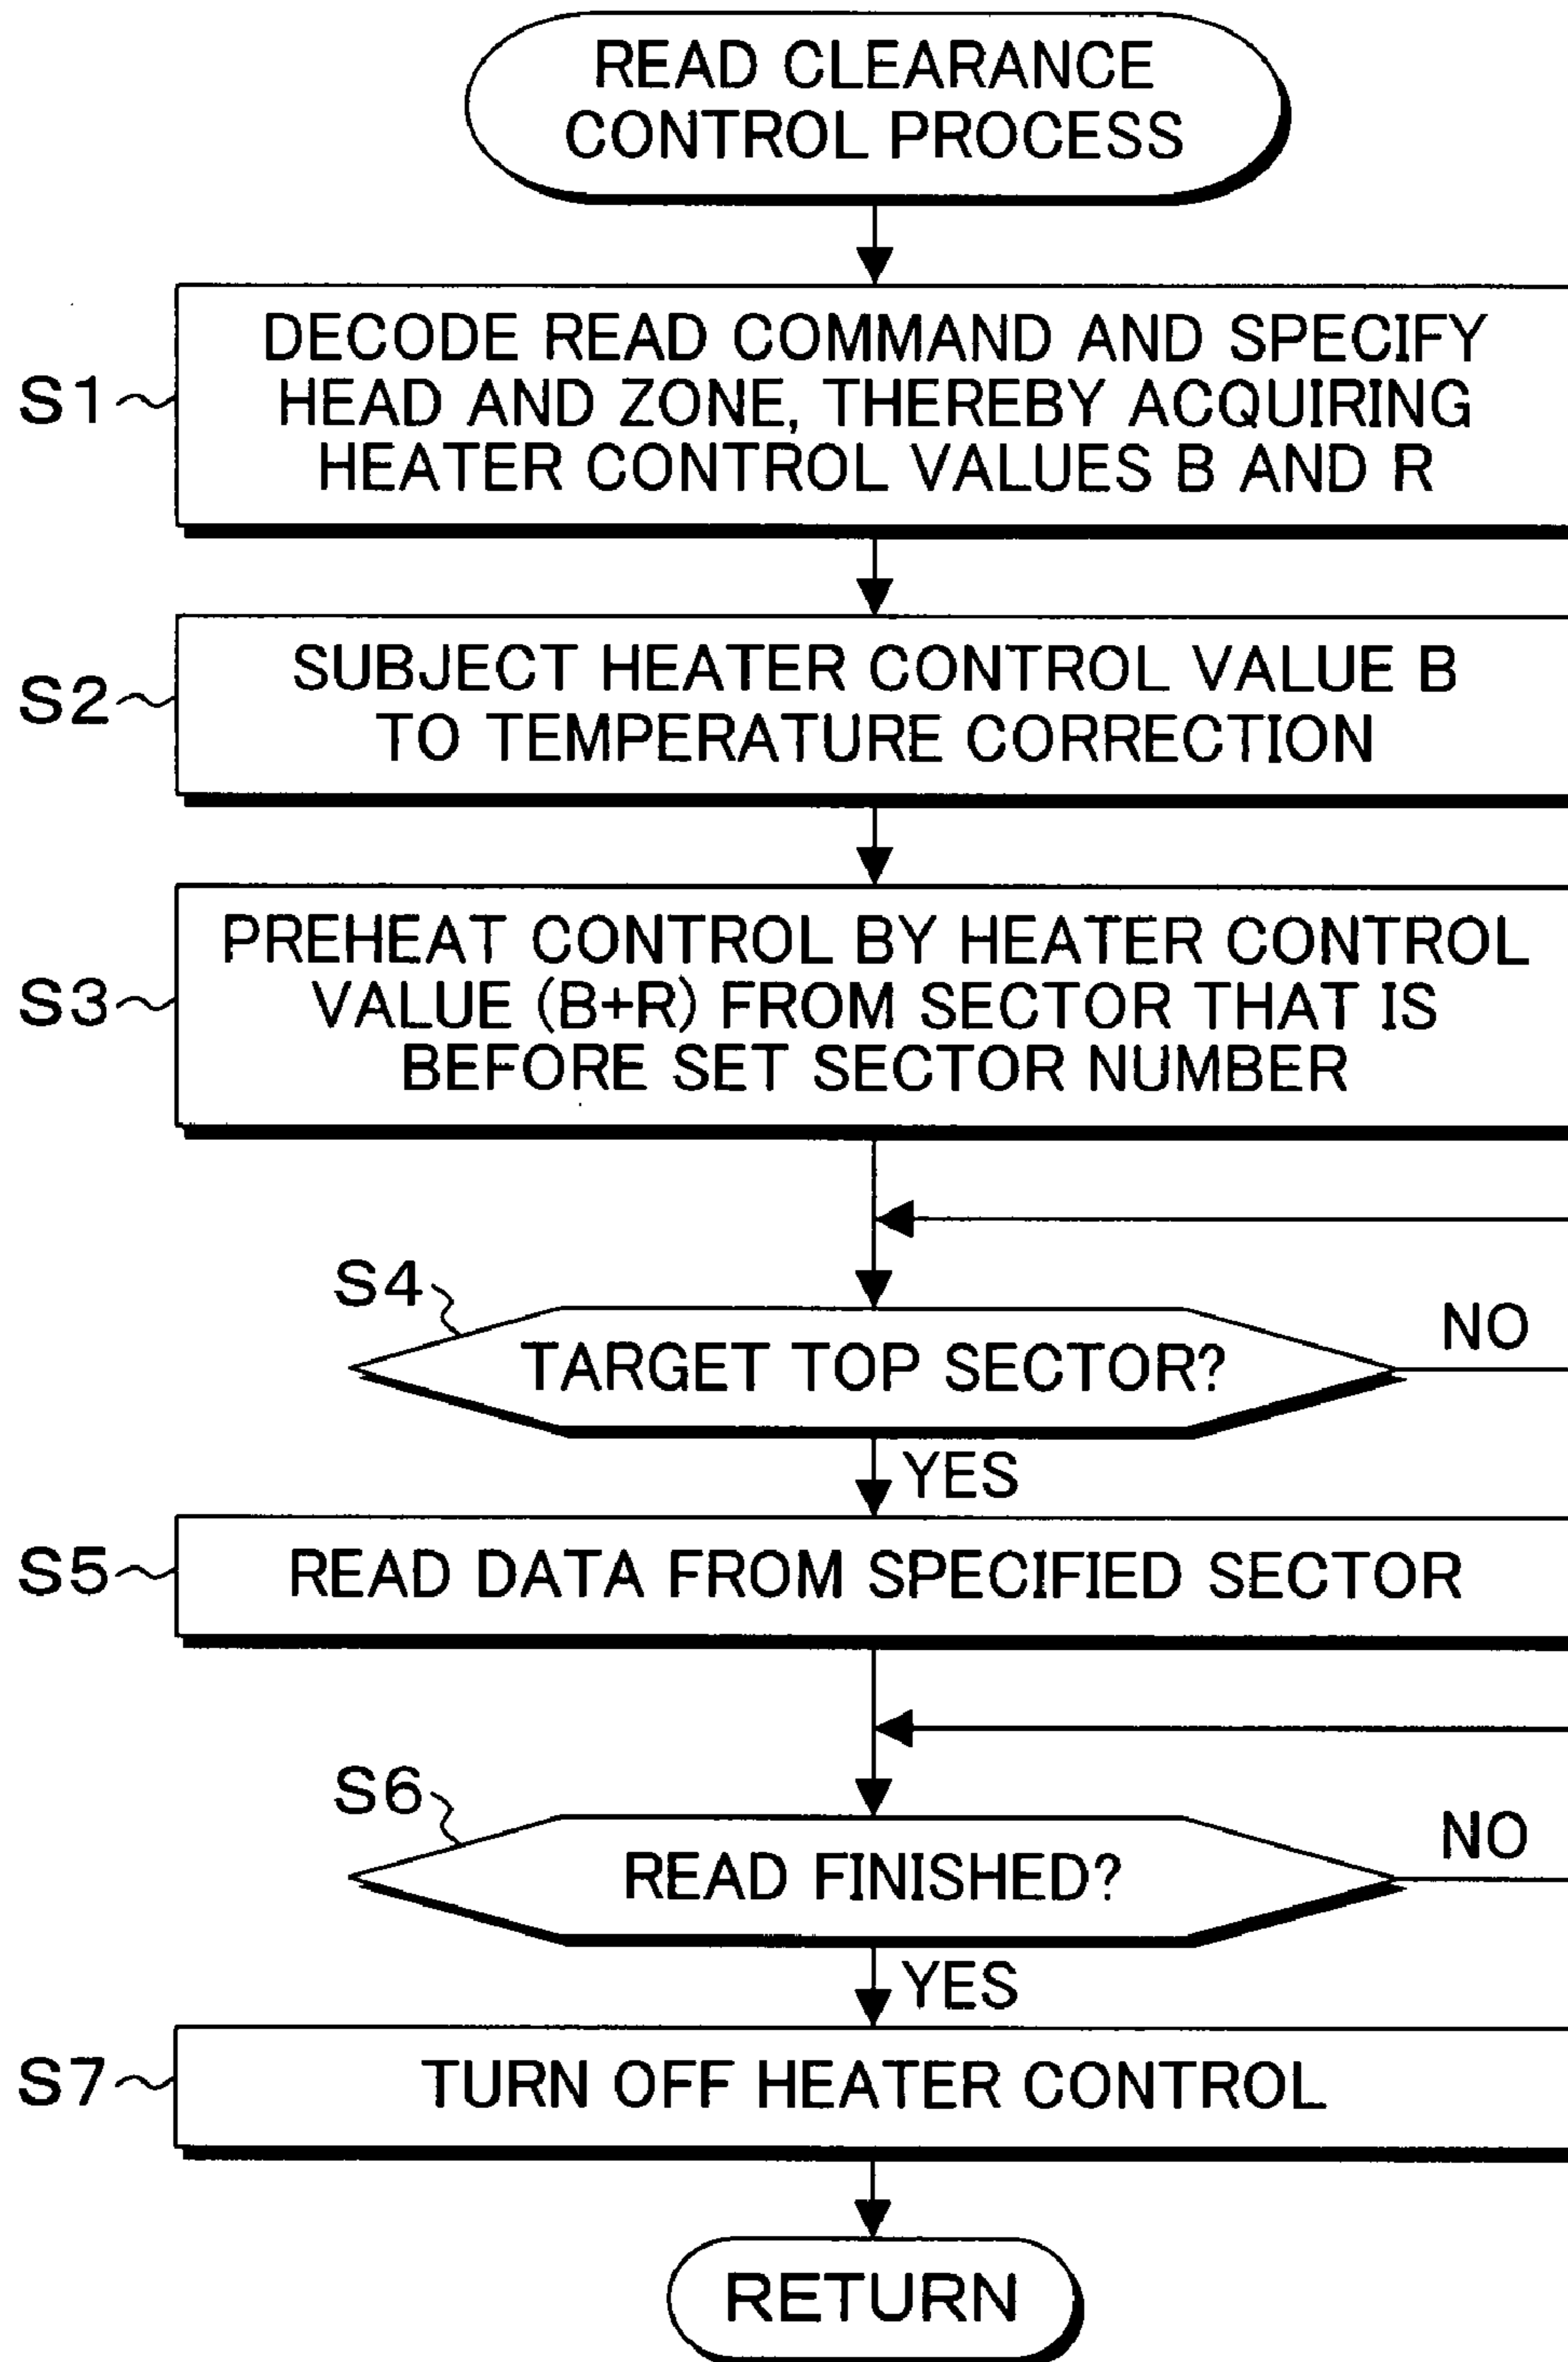 READ CLEARANCE
CONTROL PROCESS
S1
DECODE READ COMMAND AND SPECIFY
HEAD AND ZONE, THEREBY ACQUIRING
HEATER CONTROL VALUES B AND R
S2
SUBJECT HEATER CONTROL VALUE B
TO TEMPERATURE CORRECTION
S3
PREHEAT CONTROL BY HEATER CONTROL
VALUE (B+R) FROM SECTOR THAT IS
BEFORE SET SECTOR NUMBER
S4
TARGET TOP SECTOR?
NO
YES
S5
READ DATA FROM SPECIFIED SECTOR
S6
READ FINISHED?
NO
YES
S7
TURN OFF HEATER CONTROL
RETURN